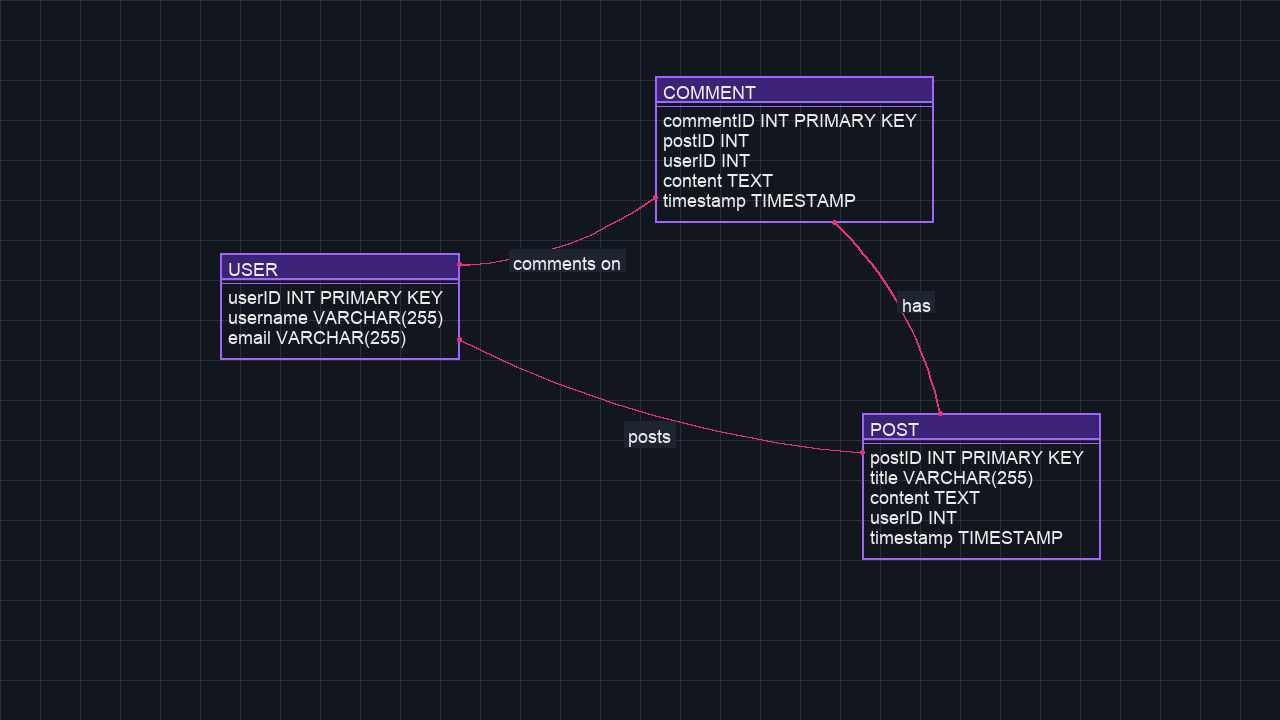 COMMENT
commentID INT PRIMARY KEY
postID INT
userID INT
content TEXT
timestamp TIMESTAMP
comments on
USER
userID INT PRIMARY KEY
username VARCHAR(255)
email VARCHAR(255)
has
posts
POST
postID INT PRIMARY KEY
title VARCHAR(255)
content TEXT
userID INT
timestamp TIMESTAMP